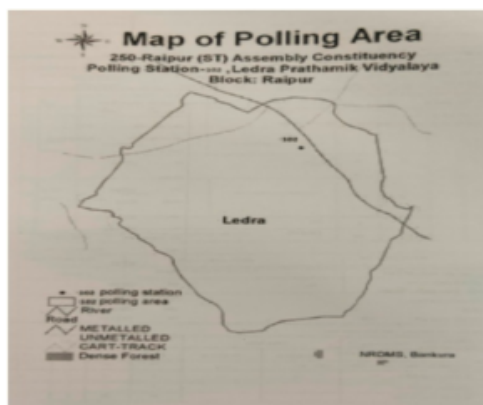 Map of Polling Area
250-Raipur (ST) Assembly Constituency
Polling Station- , Ledra Prathamik Vidyalaya
Block: Raipur
Ledra
polling station
polling area
River
Road
METALLED
UNMETALLED
CART-TRACK
Dense Forest
NRDMS, Bankura